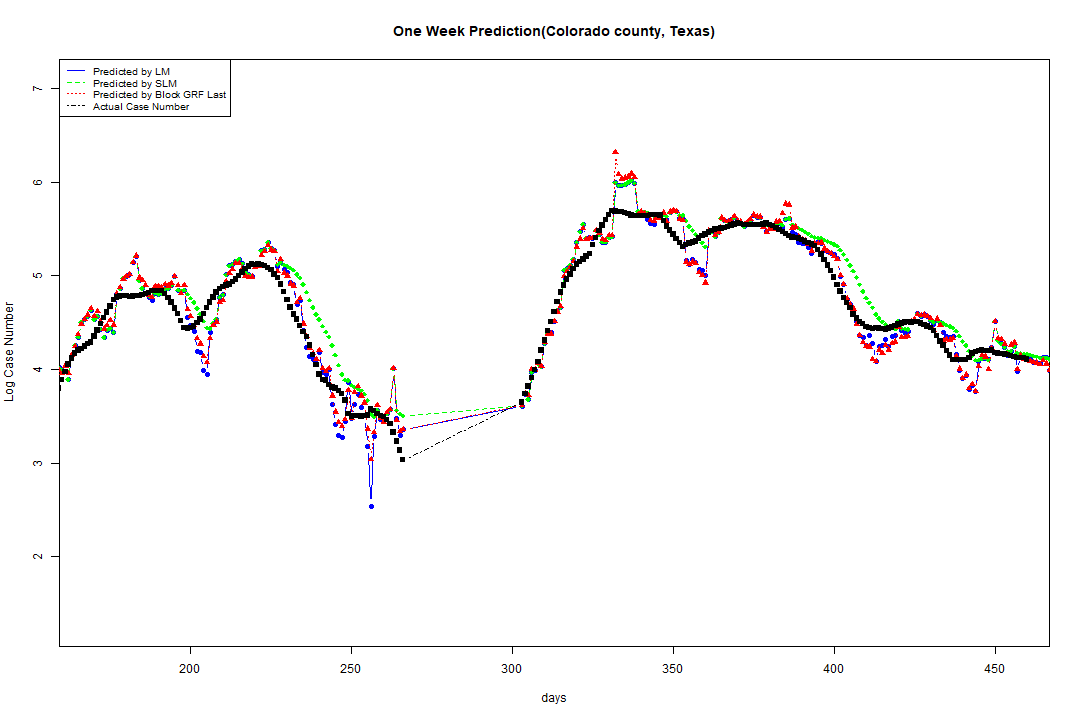 One Week Prediction(Colorado county, Texas)
Predicted by LM
Predicted by SLM
Predicted by Block GRF Last
Actual Case Number
7
6
5
4
3
2
Log Case Number
200 250 300 350 400 450
days